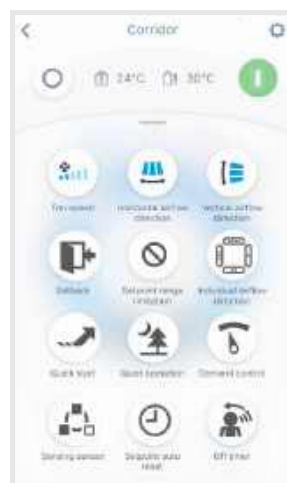 Corridor
24°C 30°C
Fan speed
Horizontal airflow
direction
Vertical airflow
direction
Setback
Setpoint range
limitation
Individual airflow
direction
Quick start
Quiet operation
Demand control
Sensing sensor
Setpoint auto
reset
Off timer